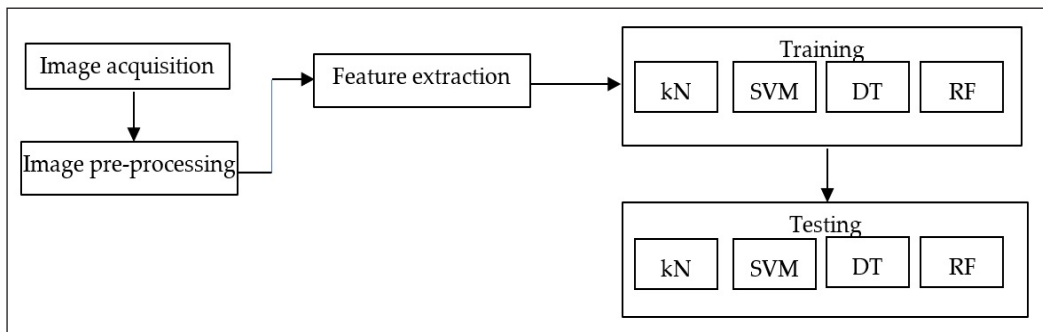 Image acquisition
Image pre-processing
Feature extraction
Training
kN SVM DT RF
Testing
kN SVM DT RF